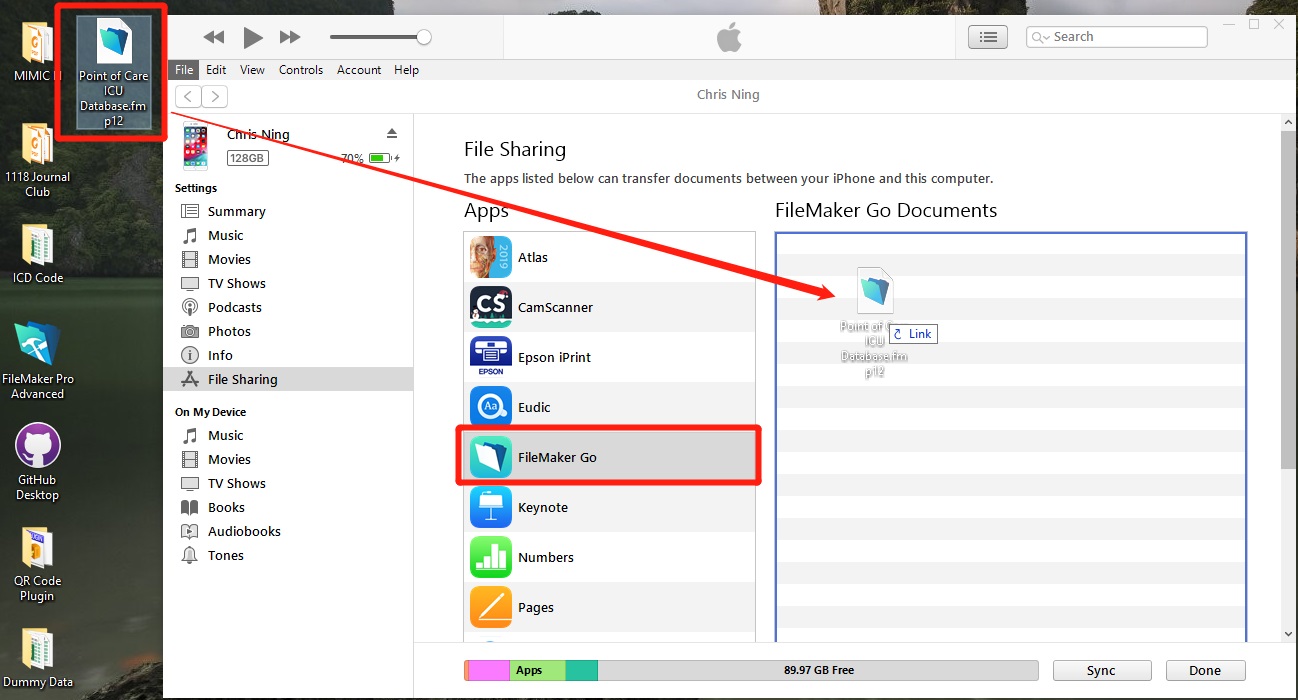 MIMIC
Point of Care
ICU
Database.fm
p12
1118 Journal
Club
ICD Code
FileMaker Pro
Advanced
GitHub
Desktop
QR Code
Plugin
Dummy Data
Search
File Edit View Controls Account Help
Chris Ning
Chris Ning
128GB
70%
Settings
Summary
Music
Movies
TV Shows
Podcasts
Photos
Info
File Sharing
On My Device
Music
Movies
TV Shows
Books
Audiobooks
Tones
File Sharing
The apps listed below can transfer documents between your iPhone and this computer.
Apps
2019
Atlas
CS
CamScanner
EPSON
Epson iPrint
Aa
Eudic
FileMaker Go
Keynote
Numbers
Pages
FileMaker Go Documents
Point of C
ICU
Database.fm
p12
Link
Apps
89.97 GB Free
Sync
Done